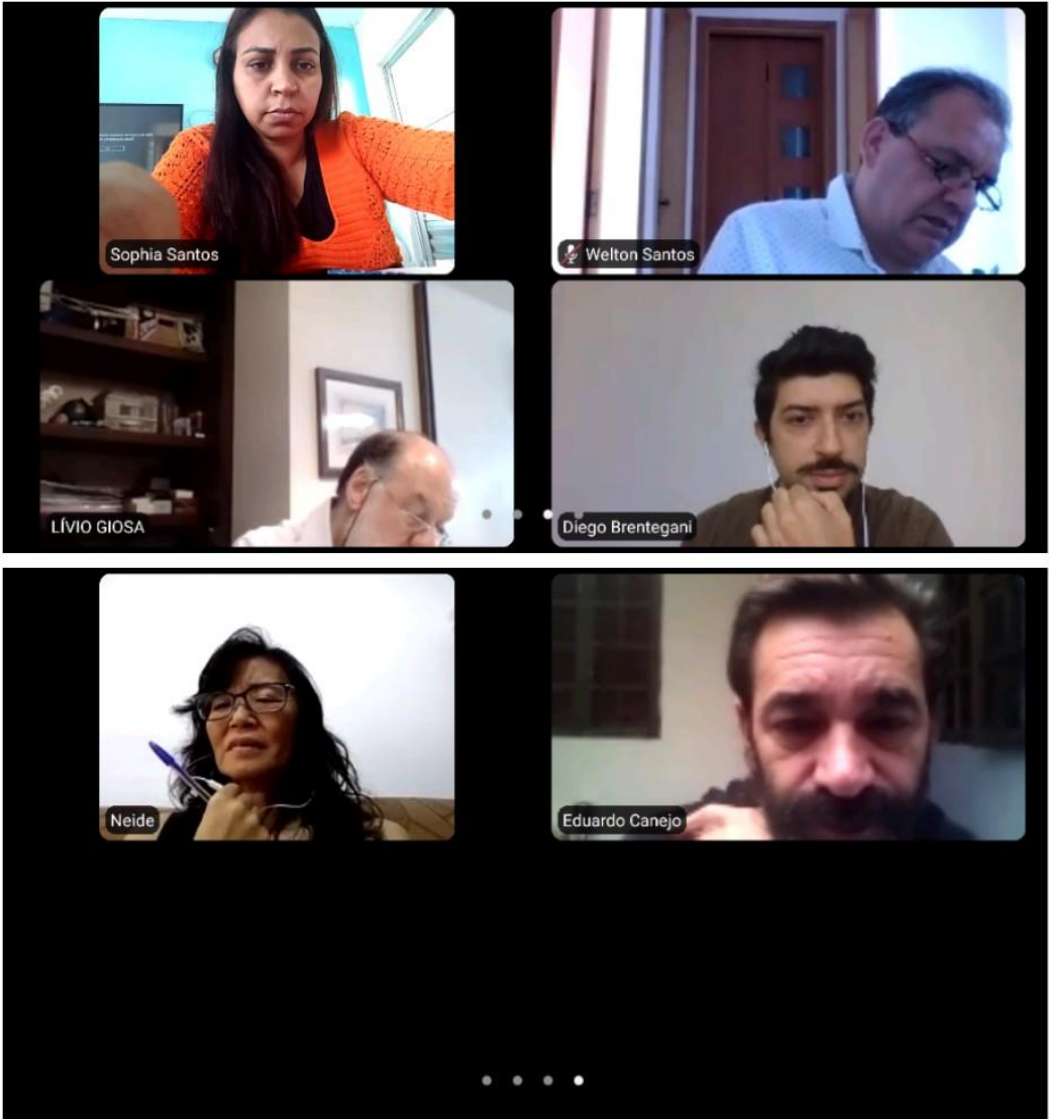 Sophia Santos
Welton Santos
LÍVIO GIOSA
Diego Brentegani
Neide
Eduardo Canejo